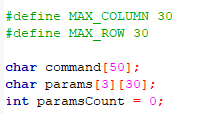 #define MAX_COLUMN 30
#define MAX_ROW 30
char command[50];
char params[3][30];
int paramsCount = 0;